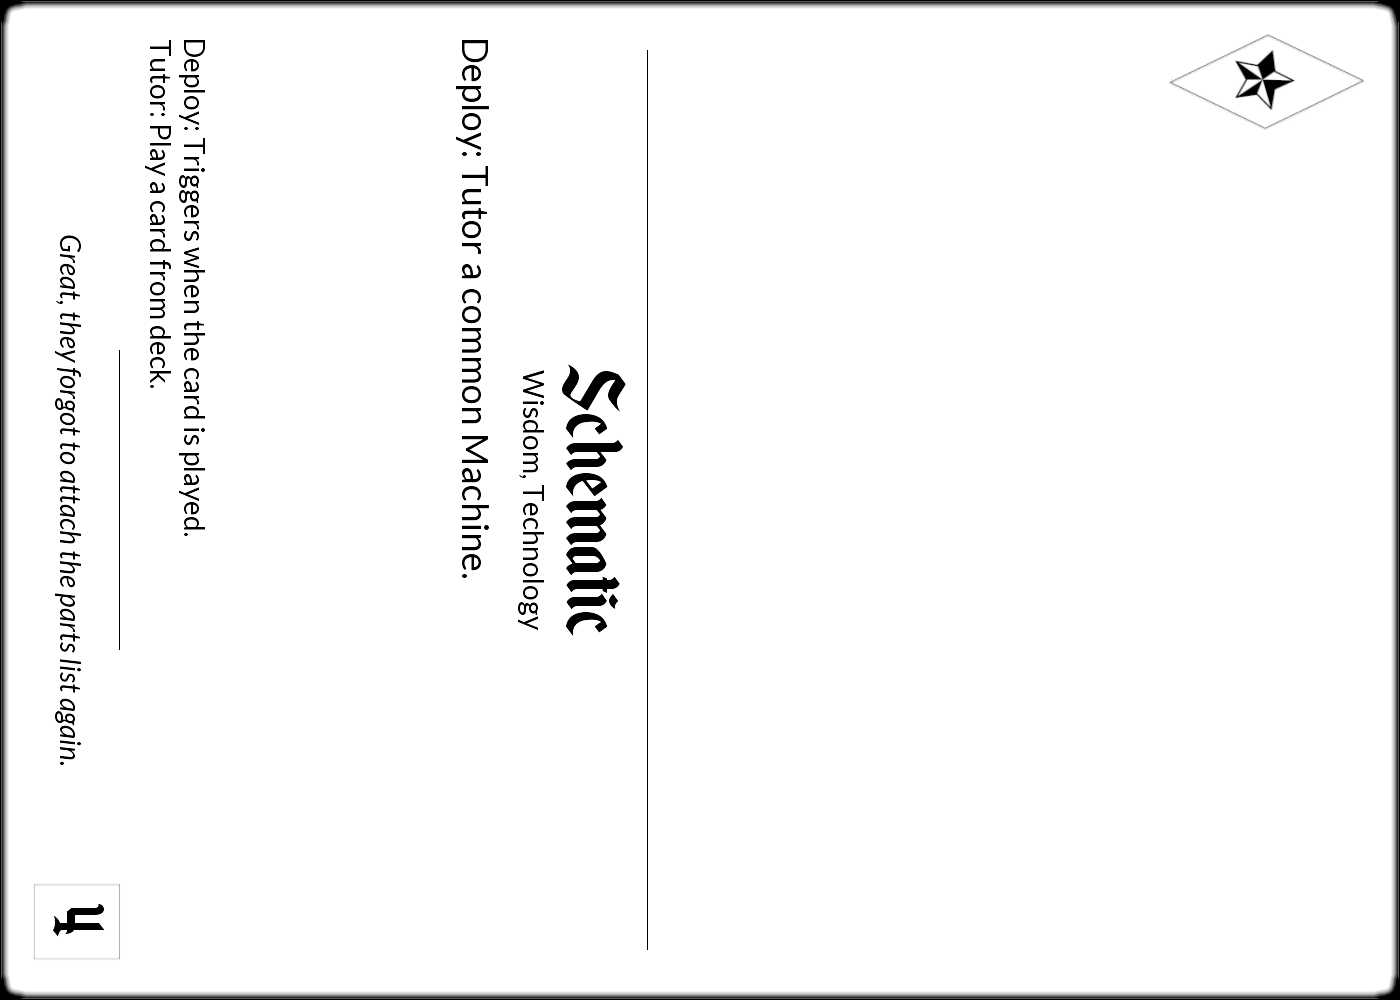 Schematic
Wisdom, Technology
Deploy: Tutor a common Machine.
Deploy: Triggers when the card is played.
Tutor: Play a card from deck.
Great, they forgot to attach the parts list again.
4